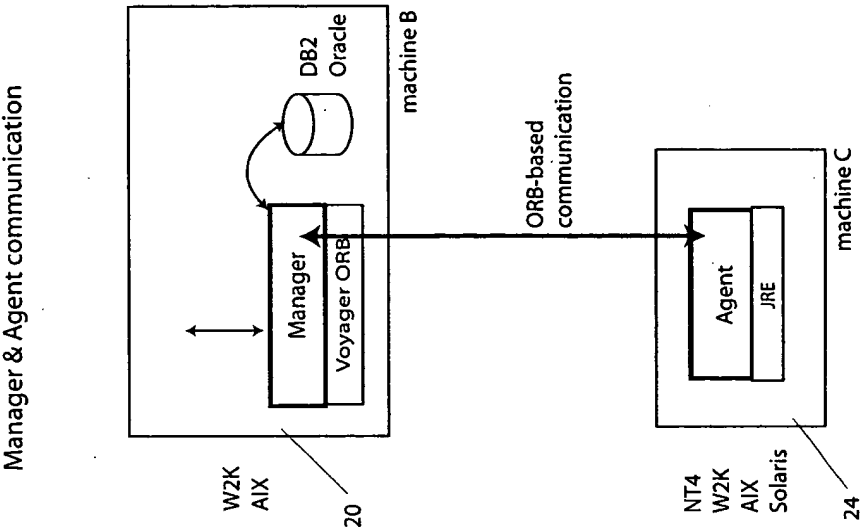 Manager & Agent communication
W2K
AIX
20
Manager
Voyager ORB
DB2
Oracle
machine B
ORB-based
communication
NT4
W2K
AIX
Solaris
24
Agent
JRE
machine C